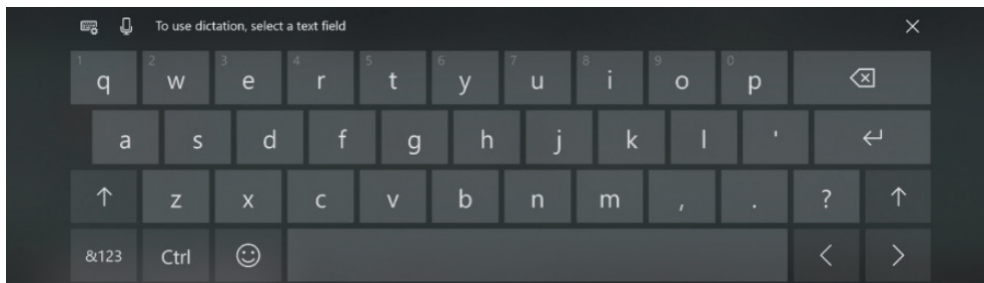 To use dictation, select a text field
1 q 2 w 3 e 4 r 5 t 6 y 7 u 8 i 9 o 0 p
a s d f g h j k l '
z x c v b n m , . ?
&123 Ctrl